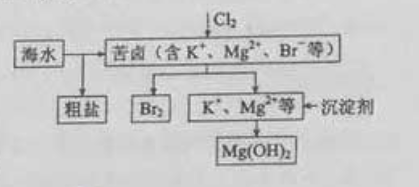 Cl₂
海水
苦卤（含 K⁺、Mg²⁺、Br⁻等）
粗盐
Br₂
K⁺、Mg²⁺等
沉淀剂
Mg(OH)₂